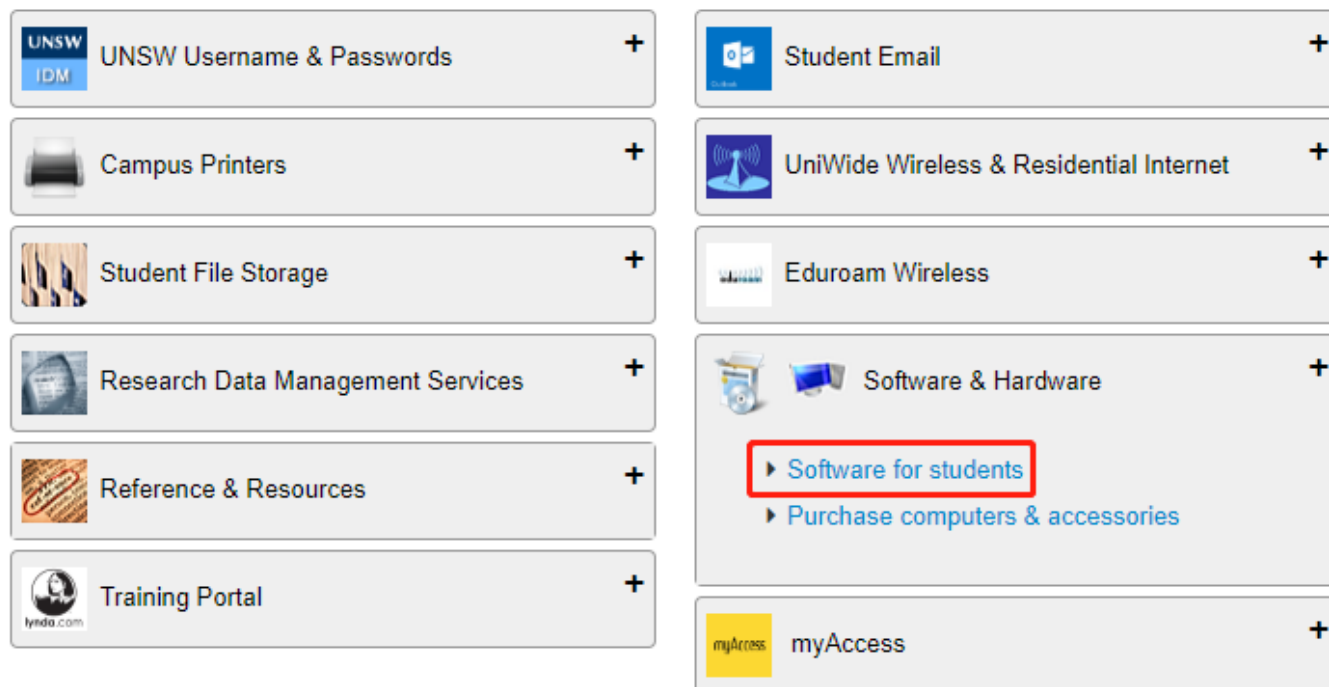 UNSW
IDM
UNSW Username & Passwords
+
Campus Printers
+
Student File Storage
+
Research Data Management Services
+
Reference & Resources
+
lynda.com
Training Portal
+
Outlook
Student Email
+
UniWide Wireless & Residential Internet
+
Eduroam Wireless
+
Software & Hardware
+
Software for students
Purchase computers & accessories
myAccess
myAccess
+